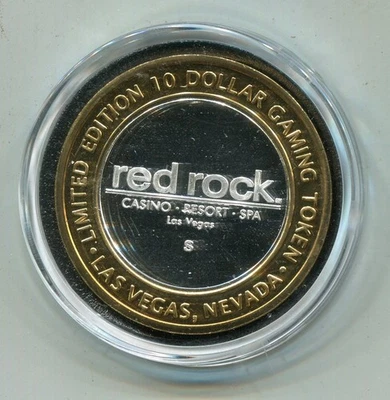 LIMITED EDITION 10 DOLLAR GAMING TOKEN
red rock.
CASINO · RESORT · SPA
Las Vegas
S
· LAS VEGAS, NEVADA ·